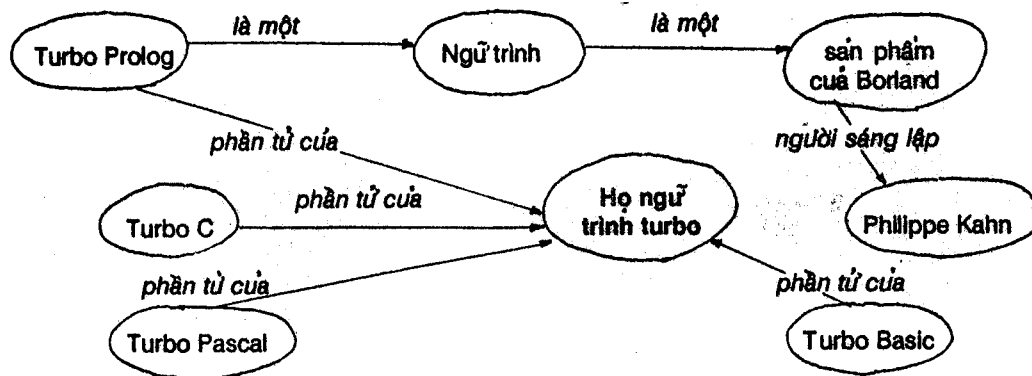 là một
là một
Turbo Prolog
Ngữ trình
sản phẩm
của Borland
phần tử của
người sáng lập
phần tử của
Họ ngữ
trình turbo
Turbo C
Philippe Kahn
phần tử của
phần tử của
Turbo Pascal
Turbo Basic